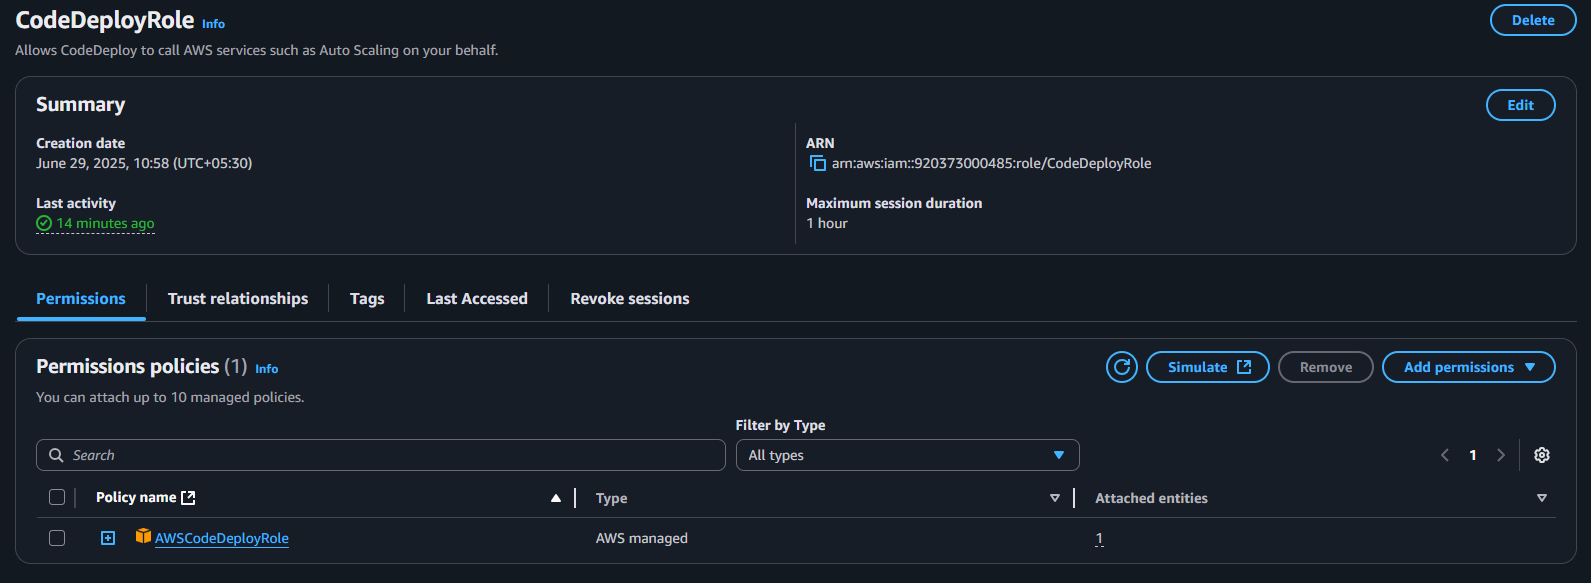 CodeDeployRole Info
Delete
Allows CodeDeploy to call AWS services such as Auto Scaling on your behalf.
Summary
Edit
Creation date
June 29, 2025, 10:58 (UTC+05:30)
ARN
arn:aws:iam::920373000485:role/CodeDeployRole
Last activity
14 minutes ago
Maximum session duration
1 hour
Permissions Trust relationships Tags Last Accessed Revoke sessions
Permissions policies (1) Info
Simulate Remove Add permissions
You can attach up to 10 managed policies.
Filter by Type
Search All types 1
Policy name Type Attached entities
AWSCodeDeployRole AWS managed 1